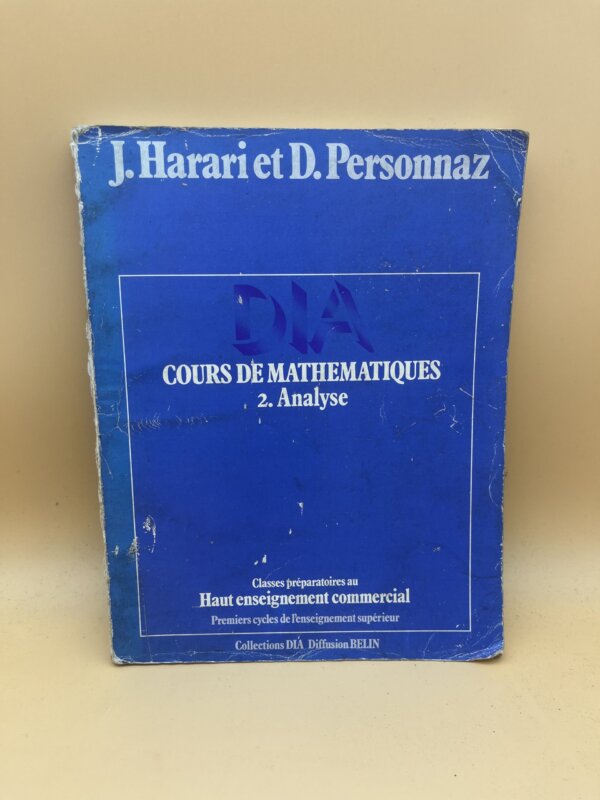 J. Harari et D. Personnaz
DIA
COURS DE MATHEMATIQUES
2. Analyse
Classes préparatoires au
Haut enseignement commercial
Premiers cycles de l'enseignement supérieur
Collections DIA Diffusion BELIN